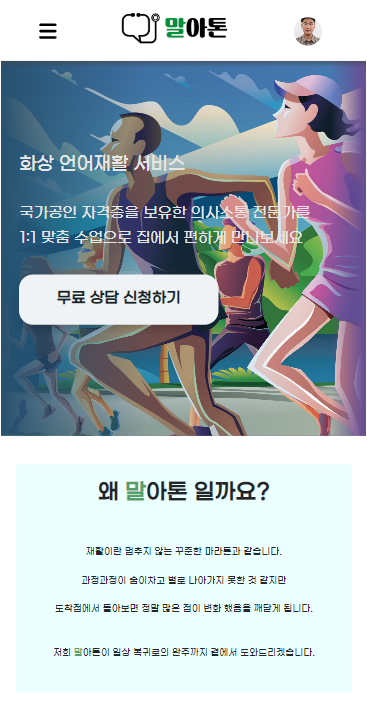 말아톤
화상 언어재활 서비스
국가공인 자격증을 보유한 의사소통 전문가를
1:1 맞춤 수업으로 집에서 편하게 만나보세요
무료 상담 신청하기
왜 말아톤 일까요?
재활이란 멈추지 않는 꾸준한 마라톤과 같습니다.
과정과정이 숨이차고 별로 나아가지 못한 것 같지만
도착점에서 돌아보면 정말 많은 점이 변화 했음을 깨닫게 됩니다.
저희 말아톤이 일상 복귀로의 완주까지 곁에서 도와드리겠습니다.